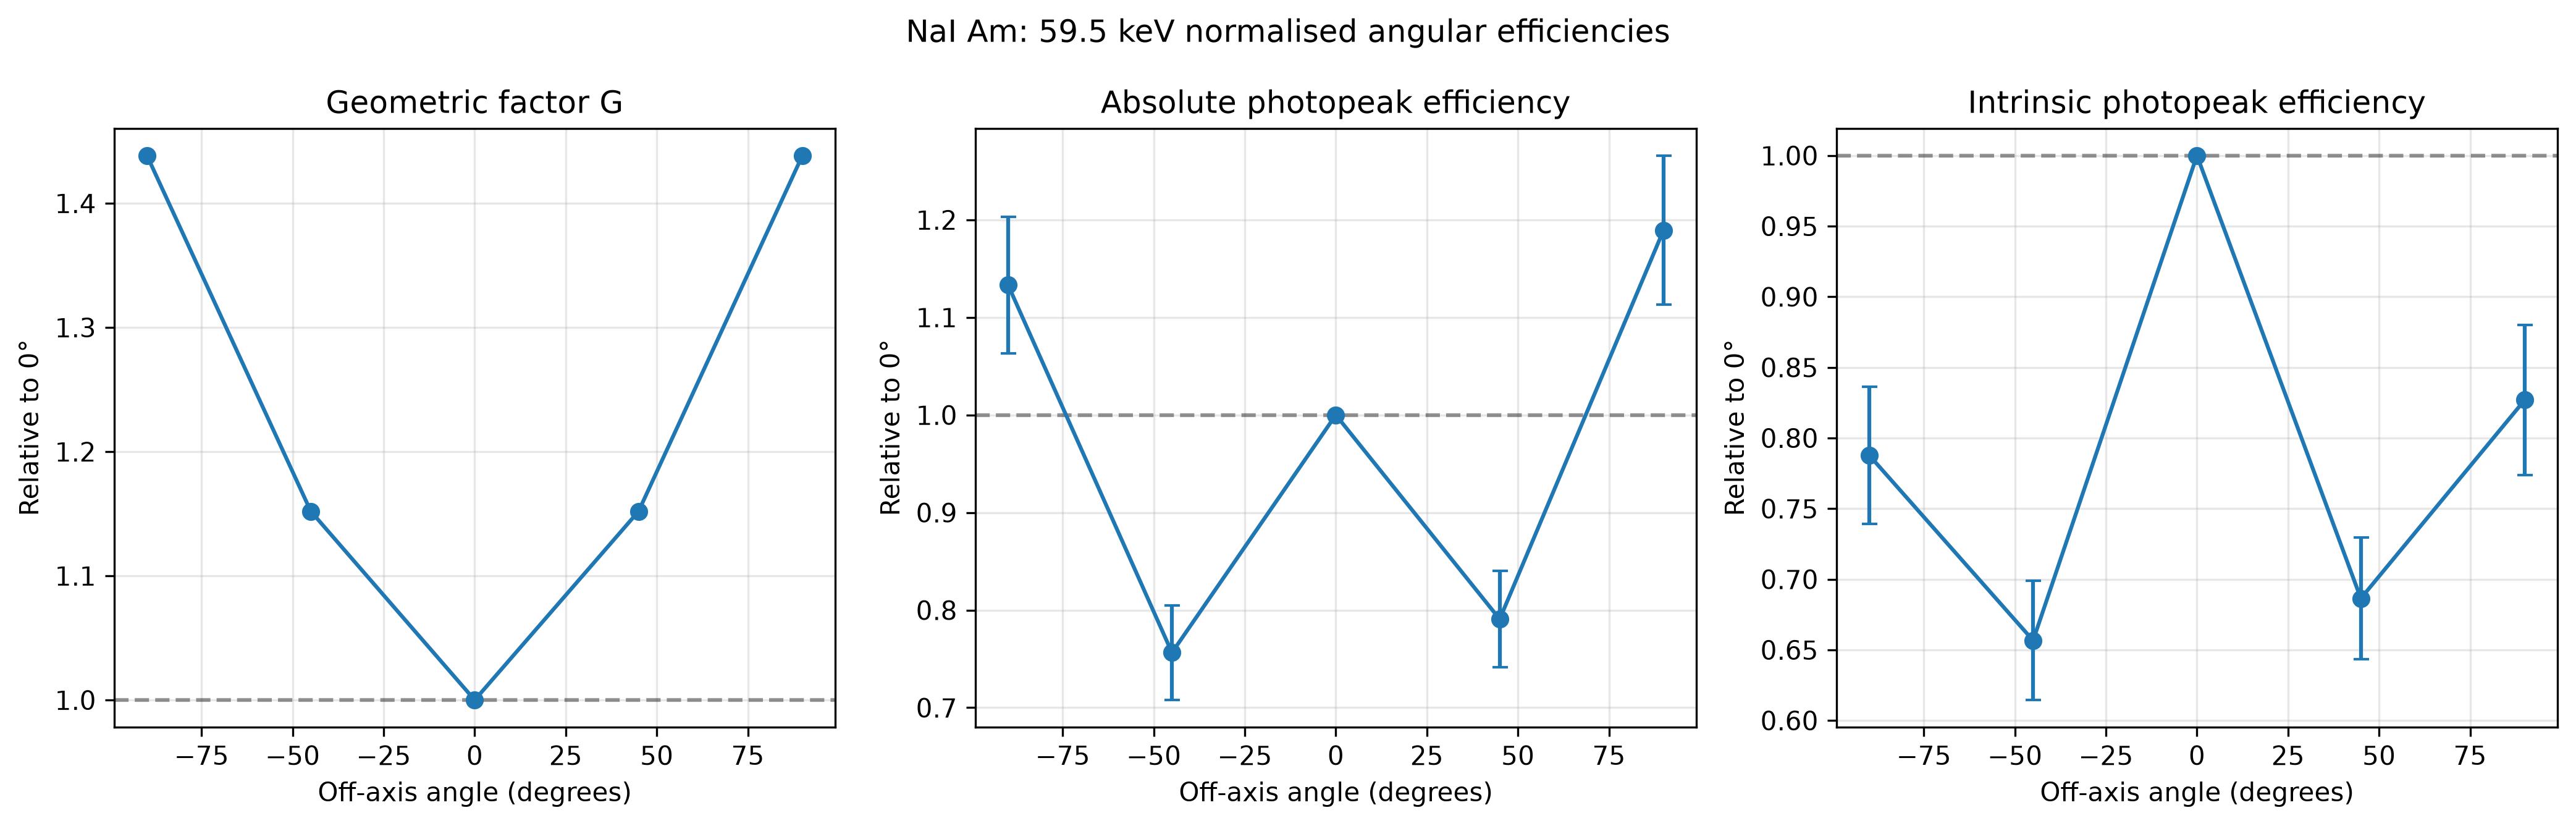 NaI Am: 59.5 keV normalised angular efficiencies
Geometric factor G
Relative to 0°
1.4
1.3
1.2
1.1
1.0
−75 −50 −25 0 25 50 75
Off-axis angle (degrees)
Absolute photopeak efficiency
Relative to 0°
1.2
1.1
1.0
0.9
0.8
0.7
−75 −50 −25 0 25 50 75
Off-axis angle (degrees)
Intrinsic photopeak efficiency
Relative to 0°
1.00
0.95
0.90
0.85
0.80
0.75
0.70
0.65
0.60
−75 −50 −25 0 25 50 75
Off-axis angle (degrees)